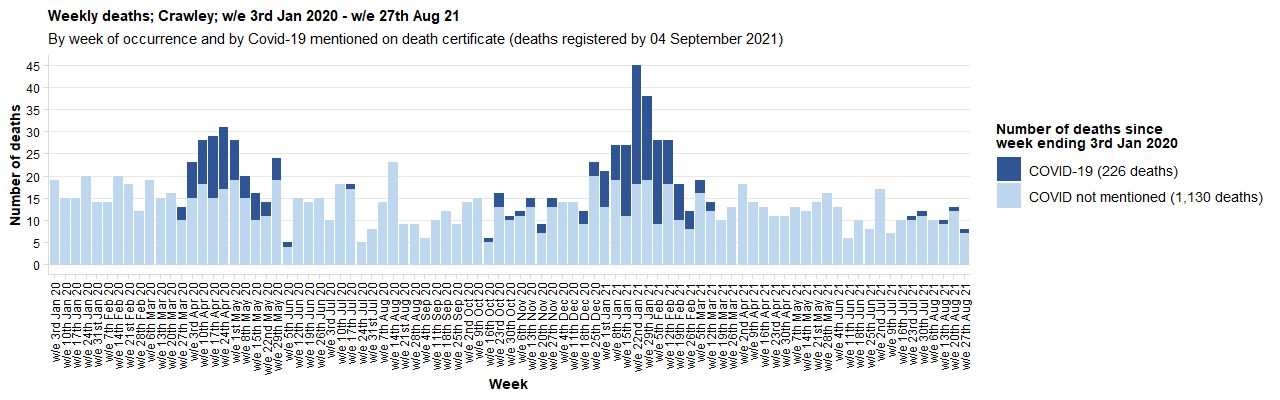 Weekly deaths; Crawley; w/e 3rd Jan 2020 - w/e 27th Aug 21
By week of occurrence and by Covid-19 mentioned on death certificate (deaths registered by 04 September 2021)
Number of deaths
45
40
35
30
25
20
15
10
5
0
w/e 3rd Jan 20
w/e 10th Jan 20
w/e 17th Jan 20
w/e 24th Jan 20
w/e 31st Jan 20
w/e 7th Feb 20
w/e 14th Feb 20
w/e 21st Feb 20
w/e 28th Feb 20
w/e 6th Mar 20
w/e 13th Mar 20
w/e 20th Mar 20
w/e 27th Mar 20
w/e 3rd Apr 20
w/e 10th Apr 20
w/e 17th Apr 20
w/e 24th Apr 20
w/e 1st May 20
w/e 8th May 20
w/e 15th May 20
w/e 22nd May 20
w/e 29th May 20
w/e 5th Jun 20
w/e 12th Jun 20
w/e 19th Jun 20
w/e 26th Jun 20
w/e 3rd Jul 20
w/e 10th Jul 20
w/e 17th Jul 20
w/e 24th Jul 20
w/e 31st Jul 20
w/e 7th Aug 20
w/e 14th Aug 20
w/e 21st Aug 20
w/e 28th Aug 20
w/e 4th Sep 20
w/e 11th Sep 20
w/e 18th Sep 20
w/e 25th Sep 20
w/e 2nd Oct 20
w/e 9th Oct 20
w/e 16th Oct 20
w/e 23rd Oct 20
w/e 30th Oct 20
w/e 6th Nov 20
w/e 13th Nov 20
w/e 20th Nov 20
w/e 27th Nov 20
w/e 4th Dec 20
w/e 11th Dec 20
w/e 18th Dec 20
w/e 25th Dec 20
w/e 1st Jan 21
w/e 8th Jan 21
w/e 15th Jan 21
w/e 22nd Jan 21
w/e 29th Jan 21
w/e 5th Feb 21
w/e 12th Feb 21
w/e 19th Feb 21
w/e 26th Feb 21
w/e 5th Mar 21
w/e 12th Mar 21
w/e 19th Mar 21
w/e 26th Mar 21
w/e 2nd Apr 21
w/e 9th Apr 21
w/e 16th Apr 21
w/e 23rd Apr 21
w/e 30th Apr 21
w/e 7th May 21
w/e 14th May 21
w/e 21st May 21
w/e 28th May 21
w/e 4th Jun 21
w/e 11th Jun 21
w/e 18th Jun 21
w/e 25th Jun 21
w/e 2nd Jul 21
w/e 9th Jul 21
w/e 16th Jul 21
w/e 23rd Jul 21
w/e 30th Jul 21
w/e 6th Aug 21
w/e 13th Aug 21
w/e 20th Aug 21
w/e 27th Aug 21
Week
Number of deaths since
week ending 3rd Jan 2020
COVID-19 (226 deaths)
COVID not mentioned (1,130 deaths)